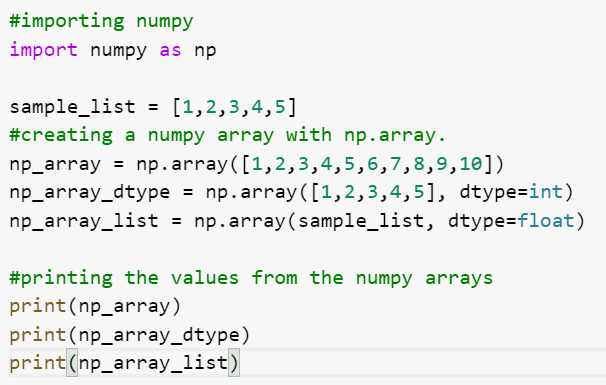 #importing numpy
import numpy as np
sample_list = [1,2,3,4,5]
#creating a numpy array with np.array.
np_array = np.array([1,2,3,4,5,6,7,8,9,10])
np_array_dtype = np.array([1,2,3,4,5], dtype=int)
np_array_list = np.array(sample_list, dtype=float)
#printing the values from the numpy arrays
print(np_array)
print(np_array_dtype)
print(np_array_list)